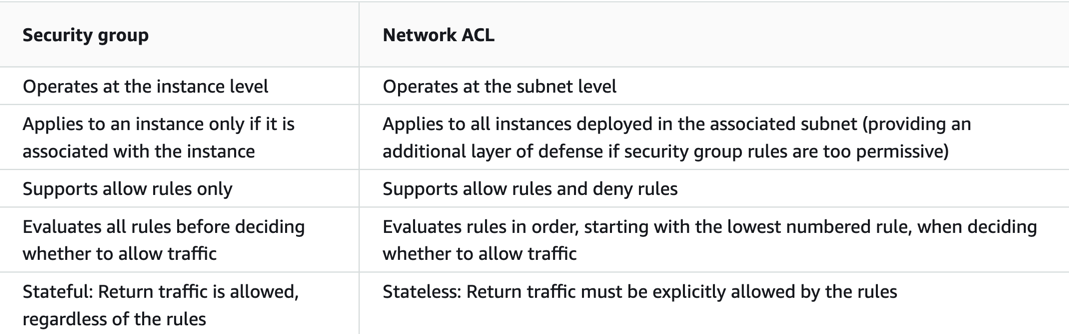 Security group
Network ACL
Operates at the instance level
Operates at the subnet level
Applies to an instance only if it is
associated with the instance
Applies to all instances deployed in the associated subnet (providing an
additional layer of defense if security group rules are too permissive)
Supports allow rules only
Supports allow rules and deny rules
Evaluates all rules before deciding
whether to allow traffic
Evaluates rules in order, starting with the lowest numbered rule, when deciding
whether to allow traffic
Stateful: Return traffic is allowed,
regardless of the rules
Stateless: Return traffic must be explicitly allowed by the rules